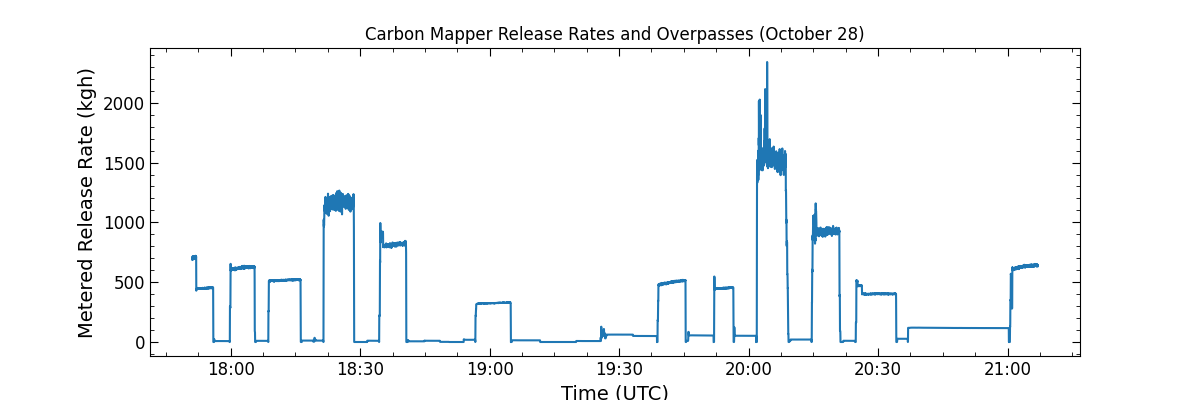 Carbon Mapper Release Rates and Overpasses (October 28)
Metered Release Rate (kgh)
2000
1500
1000
500
0
18:00 18:30 19:00 19:30 20:00 20:30 21:00
Time (UTC)